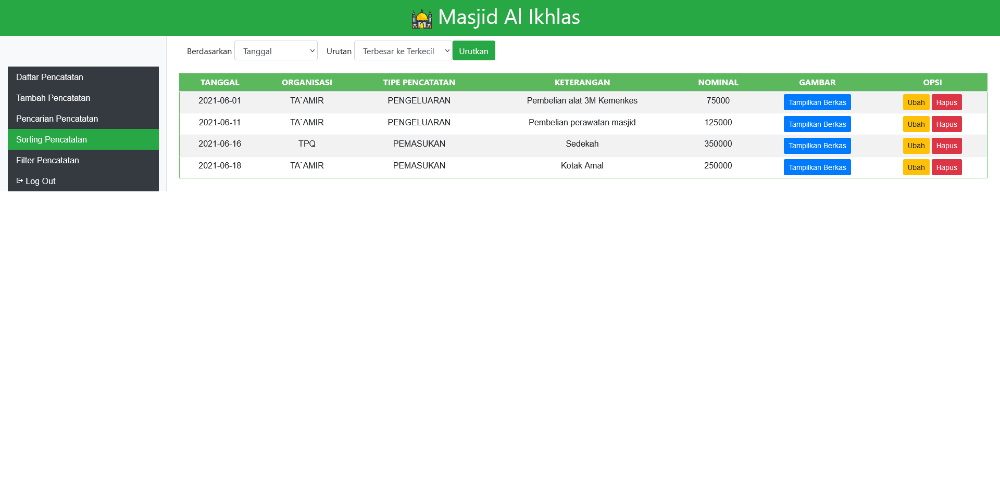 Masjid Al Ikhlas
Berdasarkan Tanggal Urutan Terbesar ke Terkecil Urutkan
Daftar Pencatatan
Tambah Pencatatan
Pencarian Pencatatan
Sorting Pencatatan
Filter Pencatatan
Log Out
TANGGAL ORGANISASI TIPE PENCATATAN KETERANGAN NOMINAL GAMBAR OPSI
2021-06-01 TA`AMIR PENGELUARAN Pembelian alat 3M Kemenkes 75000 Tampilkan Berkas Ubah Hapus
2021-06-11 TA`AMIR PENGELUARAN Pembelian perawatan masjid 125000 Tampilkan Berkas Ubah Hapus
2021-06-16 TPQ PEMASUKAN Sedekah 350000 Tampilkan Berkas Ubah Hapus
2021-06-18 TA`AMIR PEMASUKAN Kotak Amal 250000 Tampilkan Berkas Ubah Hapus